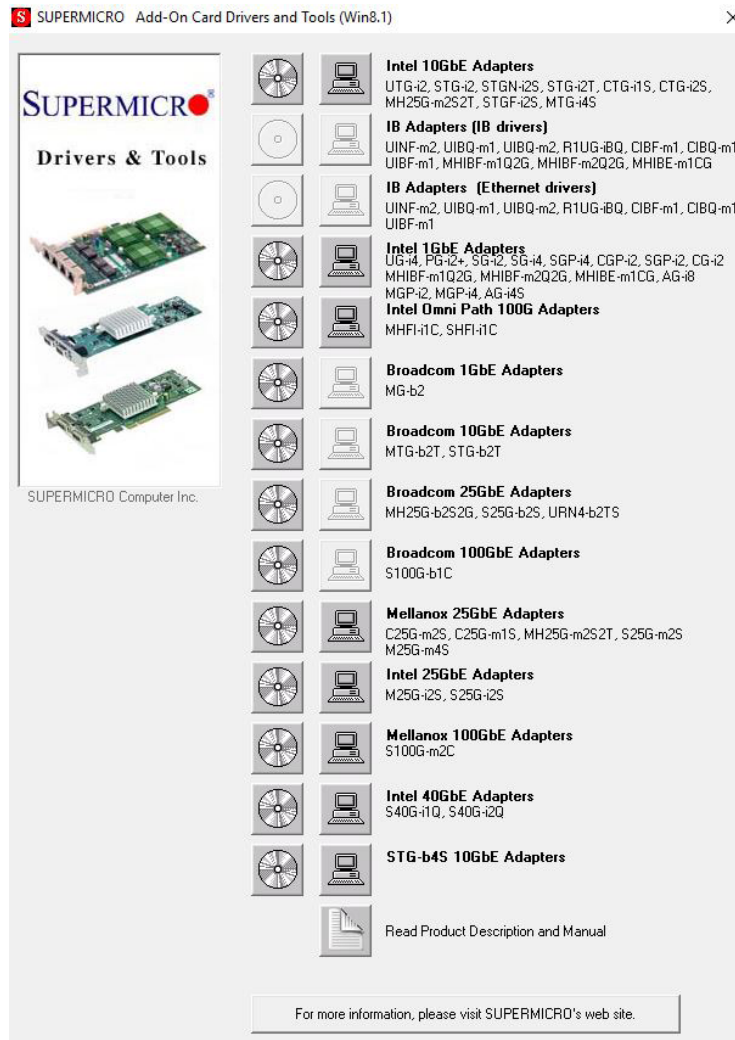 SUPERMICRO Add-On Card Drivers and Tools (Win8.1)
SUPERMICRO
Drivers & Tools
SUPERMICRO Computer Inc.
Intel 10GbE Adapters
UTG-i2, STG-i2, STGN-i2S, STG-i2T, CTG-i1S, CTG-i2S,
MH25G-m2S2T, STGF-i2S, MTG-i4S
IB Adapters (IB drivers)
UINF-m2, UIBQ-m1, UIBQ-m2, R1UG-iBQ, CIBF-m1, CIBQ-m1
UIBF-m1, MHIBF-m1Q2G, MHIBF-m2Q2G, MHIBE-m1CG
IB Adapters (Ethernet drivers)
UINF-m2, UIBQ-m1, UIBQ-m2, R1UG-iBQ, CIBF-m1, CIBQ-m1
UIBF-m1
Intel 1GbE Adapters
UG-i4, PG-i2+, SG-i2, SG-i4, SGP-i4, CGP-i2, SGP-i2, CG-i2
MHIBF-m1Q2G, MHIBF-m2Q2G, MHIBE-m1CG, AG-i8
MGP-i2, MGP-i4, AG-i4S
Intel Omni Path 100G Adapters
MHFI-i1C, SHFI-i1C
Broadcom 1GbE Adapters
MG-b2
Broadcom 10GbE Adapters
MTG-b2T, STG-b2T
Broadcom 25GbE Adapters
MH25G-b2S2G, S25G-b2S, URN4-b2TS
Broadcom 100GbE Adapters
S100G-b1C
Mellanox 25GbE Adapters
C25G-m2S, C25G-m1S, MH25G-m2S2T, S25G-m2S
M25G-m4S
Intel 25GbE Adapters
M25G-i2S, S25G-i2S
Mellanox 100GbE Adapters
S100G-m2C
Intel 40GbE Adapters
S40G-i1Q, S40G-i2Q
STG-b4S 10GbE Adapters
Read Product Description and Manual
For more information, please visit SUPERMICRO's web site.